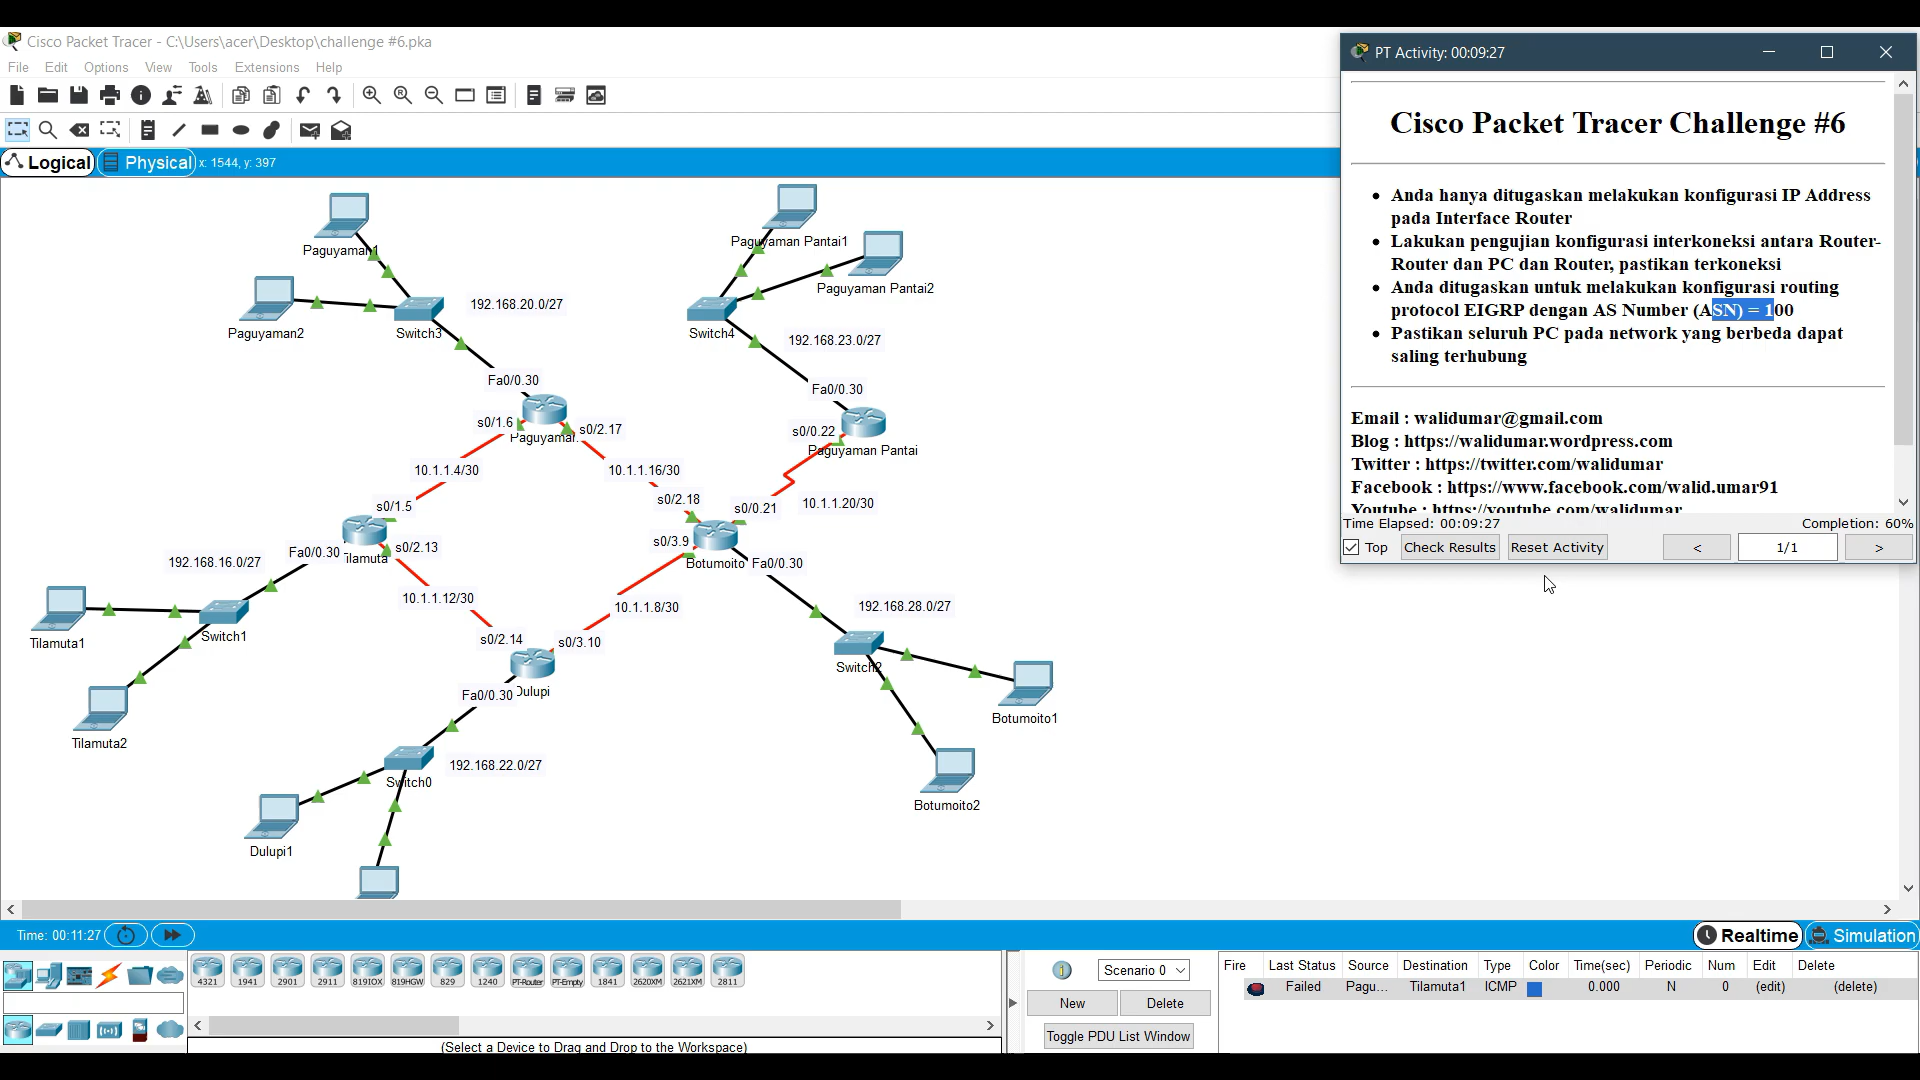 Cisco Packet Tracer - C:\Users\acer\Desktop\challenge #6.pka
File Edit Options View Tools Extensions Help
Logical Physical x: 1544, y: 397
Paguyaman1
Paguyaman2
Switch3
192.168.20.0/27
Fa0/0.30
s0/1.6
s0/2.17
10.1.1.4/30
10.1.1.16/30
Paguyaman Pantai1
Paguyaman Pantai2
Switch4
192.168.23.0/27
Fa0/0.30
s0/0.22
Paguyaman Pantai
s0/2.18
s0/0.21
10.1.1.20/30
s0/1.5
s0/2.13
Fa0/0.30
192.168.16.0/27
s0/3.9
Botumoito
Fa0/0.30
10.1.1.12/30
10.1.1.8/30
192.168.28.0/27
Tilamuta1
Switch1
Tilamuta2
s0/2.14
s0/3.10
Fa0/0.30
Switch2
Botumoito1
Botumoito2
192.168.22.0/27
Switch0
Dulupi1
PT Activity: 00:09:27
Cisco Packet Tracer Challenge #6
Anda hanya ditugaskan melakukan konfigurasi IP Address
pada Interface Router
Lakukan pengujian konfigurasi interkoneksi antara Router-
Router dan PC dan Router, pastikan terkoneksi
Anda ditugaskan untuk melakukan konfigurasi routing
protocol EIGRP dengan AS Number (ASN) = 100
Pastikan seluruh PC pada network yang berbeda dapat
saling terhubung
Email : walidumar@gmail.com
Blog : https://walidumar.wordpress.com
Twitter : https://twitter.com/walidumar
Facebook : https://www.facebook.com/walid.umar91
Youtube : https://youtube.com/walidumar
Time Elapsed: 00:09:27 Completion: 60%
Top Check Results Reset Activity < 1/1 >
Time: 00:11:27
Realtime Simulation
4321 1941 2901 2911 819IOX 819HGW 829 1240 PT-Router PT-Empty 1841 2620XM 2621XM 2811
(Select a Device to Drag and Drop to the Workspace)
Scenario 0
New Delete
Toggle PDU List Window
Fire Last Status Source Destination Type Color Time(sec) Periodic Num Edit Delete
Failed Pagu... Tilamuta1 ICMP 0.000 N 0 (edit) (delete)